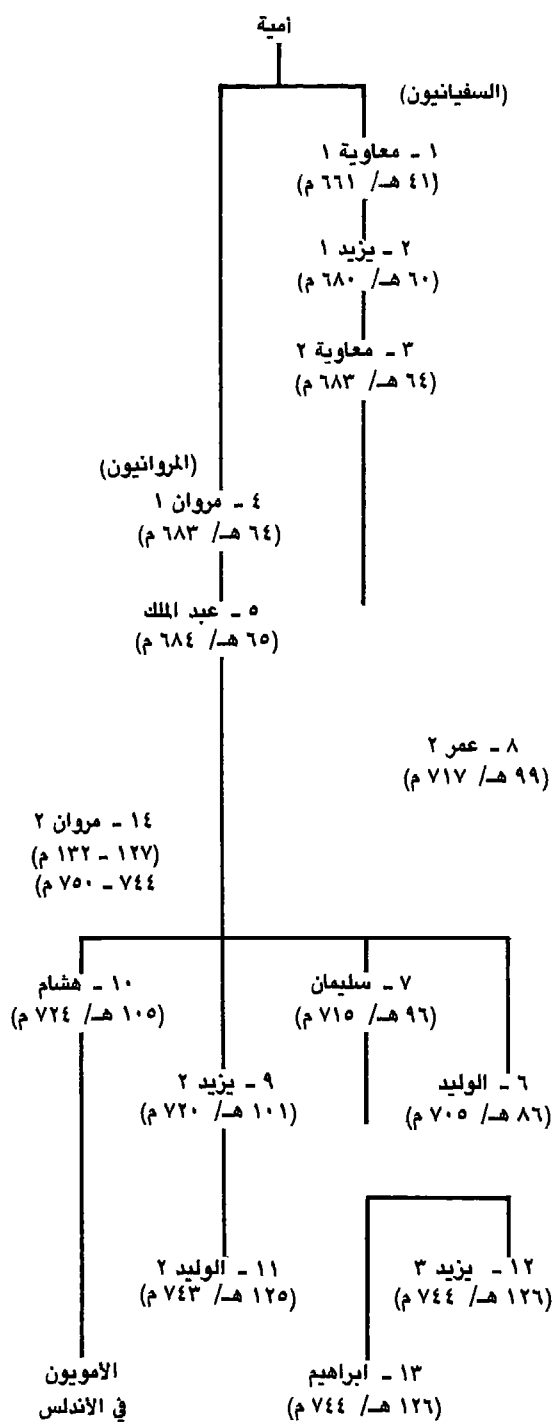 أمية
(السفيانيون)
١ - معاوية ١
(٤١ هـ/ ٦٦١ م)
٢ - يزيد ١
(٦٠ هـ/ ٦٨٠ م)
٣ - معاوية ٢
(٦٤ هـ/ ٦٨٣ م)
(المروانيون)
٤ - مروان ١
(٦٤ هـ/ ٦٨٣ م)
٥ - عبد الملك
(٦٥ هـ/ ٦٨٤ م)
٨ - عمر ٢
(٩٩ هـ/ ٧١٧ م)
١٤ - مروان ٢
(١٢٧ - ١٣٢ م)
٧٤٤ - ٧٥٠ م)
٧ - سليمان
(٩٦ هـ/ ٧١٥ م)
١٠ - هشام
(١٠٥ هـ/ ٧٢٤ م)
٦ - الوليد
(٨٦ هـ/ ٧٠٥ م)
٩ - يزيد ٢
(١٠١ هـ/ ٧٢٠ م)
١٢ - يزيد ٣
(١٢٦ هـ/ ٧٤٤ م)
١١ - الوليد ٢
(١٢٥ هـ/ ٧٤٣ م)
١٣ - ابراهيم
(١٢٦ هـ/ ٧٤٤ م)
الأمويون
في الأندلس